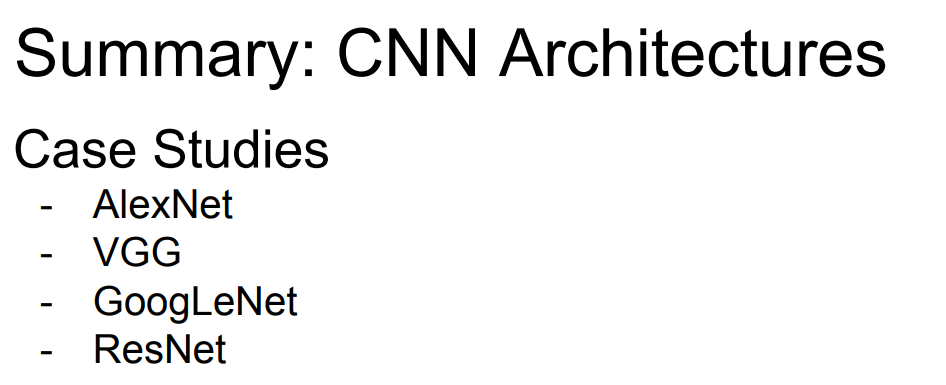 Summary: CNN Architectures
Case Studies
- AlexNet
- VGG
- GoogLeNet
- ResNet